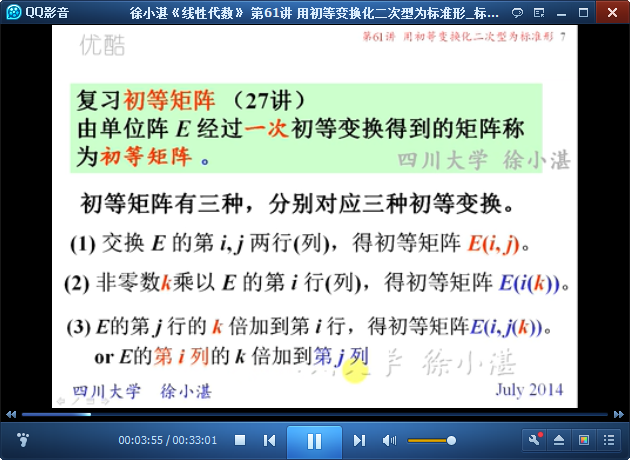 QQ影音
徐小湛《线性代数》 第61讲 用初等变换化二次型为标准形_标...
优酷
第61讲 用初等变换化二次型为标准形 7
复习初等矩阵 (27讲)
由单位阵 E 经过一次初等变换得到的矩阵称
为初等矩阵 。
四川大学 徐小湛
初等矩阵有三种，分别对应三种初等变换。
(1) 交换 E 的第 i, j 两行(列)，得初等矩阵 E(i, j)。
(2) 非零数k乘以 E 的第 i 行(列)，得初等矩阵 E(i(k))。
(3) E的第 j 行的 k 倍加到第 i 行，得初等矩阵E(i, j(k))。
or E的第 i 列的 k 倍加到第 j 列
徐小湛
四川大学 徐小湛
July 2014
00:03:55 / 00:33:01